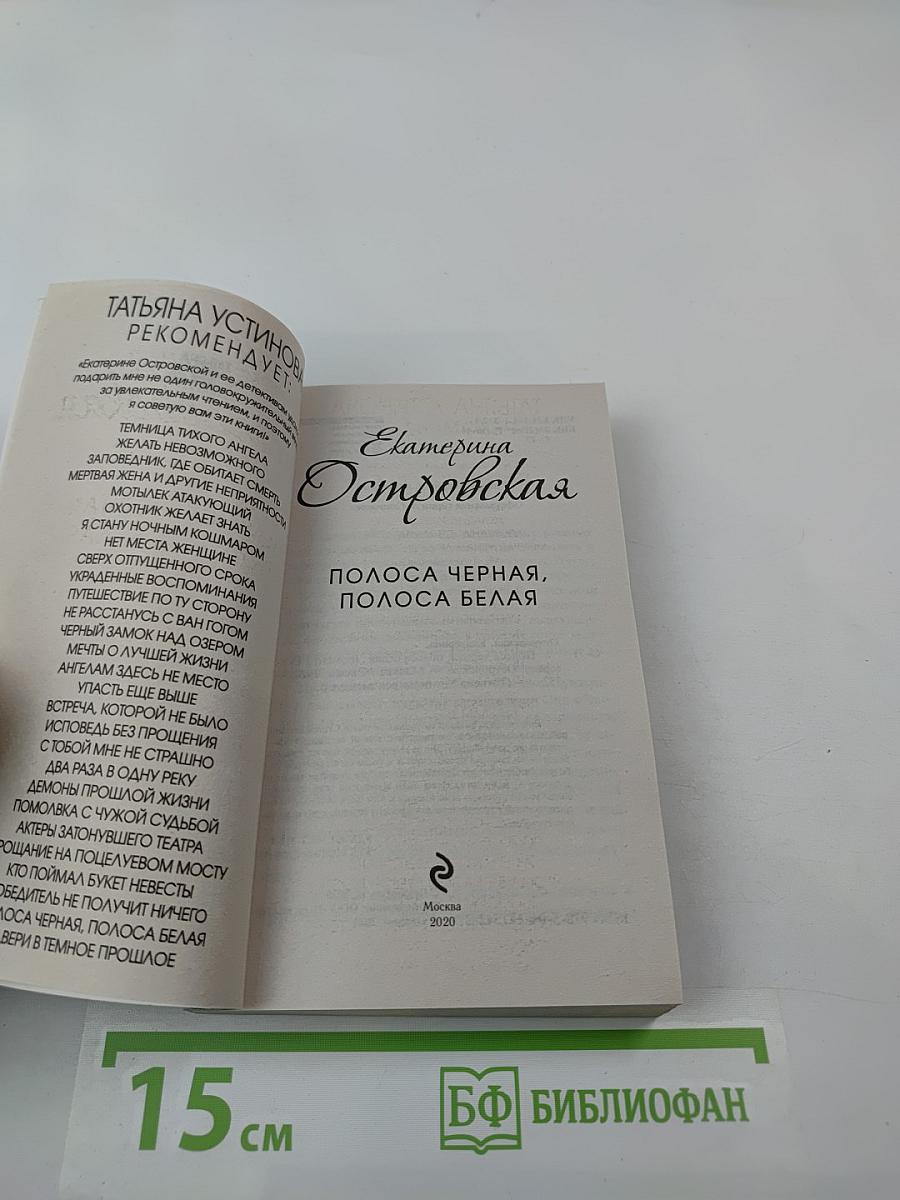 ТАТЬЯНА УСТИНОВА
РЕКОМЕНДУЕТ:
«Екатерине Островской и ее детективам
подарить мне не один головокружительный
за увлекательным чтением, и поэтому
я советую вам эти книги!»
ТЕМНИЦА ТИХОГО АНГЕЛА
ЖЕЛАТЬ НЕВОЗМОЖНОГО
ЗАПОВЕДНИК, ГДЕ ОБИТАЕТ СМЕРТЬ
МЕРТВАЯ ЖЕНА И ДРУГИЕ НЕПРИЯТНОСТИ
МОТЫЛЕК АТАКУЮЩИЙ
ОХОТНИК ЖЕЛАЕТ ЗНАТЬ
Я СТАНУ НОЧНЫМ КОШМАРОМ
НЕТ МЕСТА ЖЕНЩИНЕ
СВЕРХ ОТПУЩЕННОГО СРОКА
УКРАДЕННЫЕ ВОСПОМИНАНИЯ
ПУТЕШЕСТВИЕ ПО ТУ СТОРОНУ
НЕ РАССТАНУСЬ С ВАН ГОГОМ
ЧЕРНЫЙ ЗАМОК НАД ОЗЕРОМ
МЕЧТЫ О ЛУЧШЕЙ ЖИЗНИ
АНГЕЛАМ ЗДЕСЬ НЕ МЕСТО
УПАСТЬ ЕЩЕ ВЫШЕ
ВСТРЕЧА, КОТОРОЙ НЕ БЫЛО
ИСПОВЕДЬ БЕЗ ПРОЩЕНИЯ
С ТОБОЙ МНЕ НЕ СТРАШНО
ДВА РАЗА В ОДНУ РЕКУ
ДЕМОНЫ ПРОШЛОЙ ЖИЗНИ
ПОМОЛВКА С ЧУЖОЙ СУДЬБОЙ
АКТЕРЫ ЗАТОНУВШЕГО ТЕАТРА
РОЩАНИЕ НА ПОЦЕЛУЕВОМ МОСТУ
КТО ПОЙМАЛ БУКЕТ НЕВЕСТЫ
ОБЕДИТЕЛЬ НЕ ПОЛУЧИТ НИЧЕГО
ЛОСА ЧЕРНАЯ, ПОЛОСА БЕЛАЯ
ВЕРИ В ТЕМНОЕ ПРОШЛОЕ
Екатерина
Островская
ПОЛОСА ЧЕРНАЯ,
ПОЛОСА БЕЛАЯ
Москва
2020
15 см
БФ БИБЛИОФАН